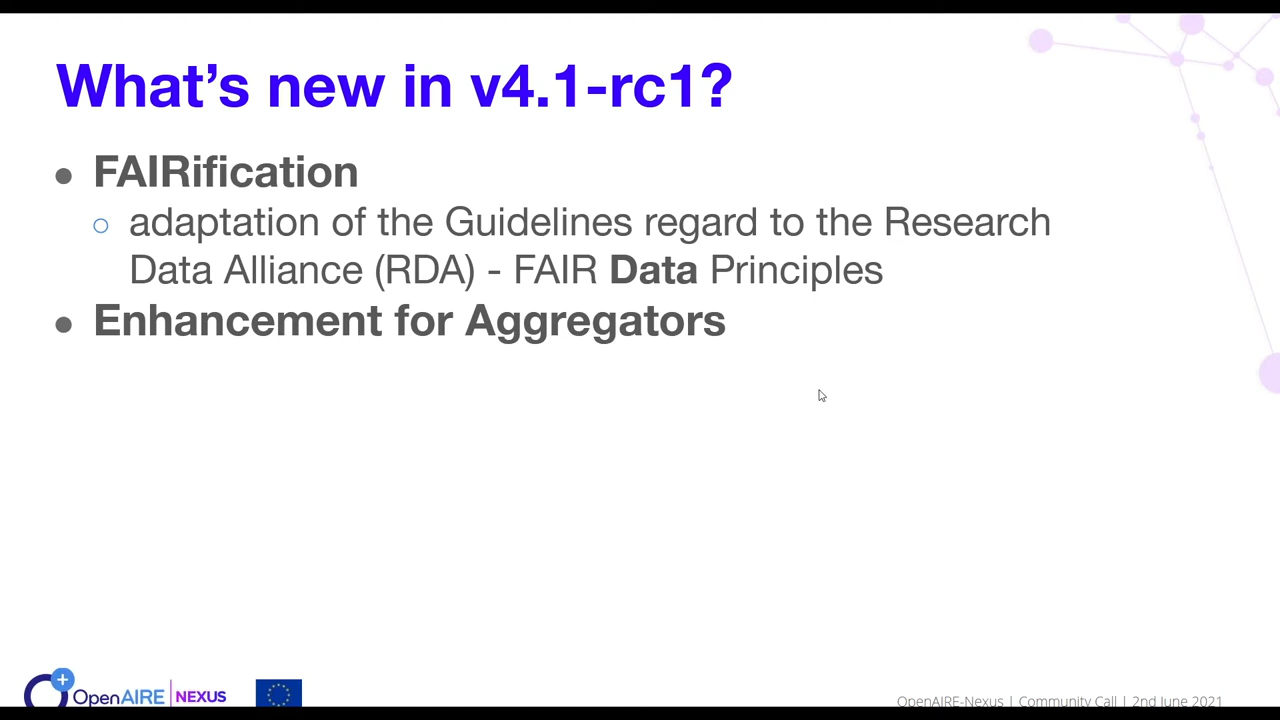 What's new in v4.1-rc1?
● FAIRification
○ adaptation of the Guidelines regard to the Research
Data Alliance (RDA) - FAIR Data Principles
● Enhancement for Aggregators
OpenAIRE | NEXUS
OpenAIRE-Nexus | Community Call | 2nd June 2021